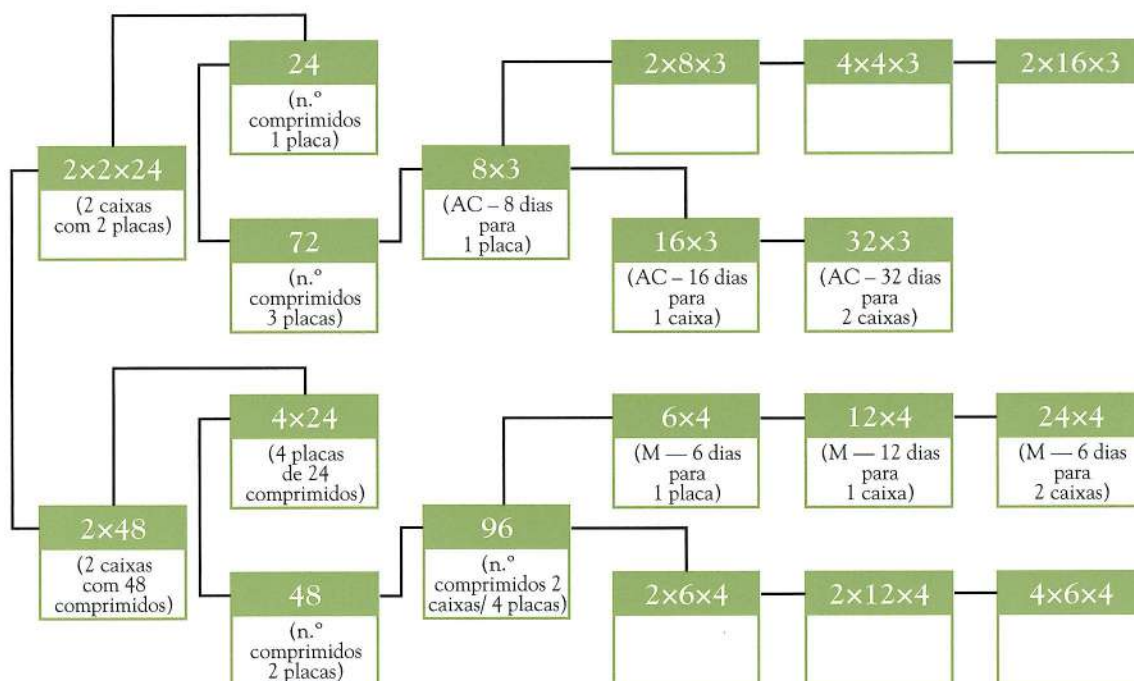 24
(n.º
comprimidos
1 placa)
2×8×3
4×4×3
2×16×3
2×2×24
(2 caixas
com 2 placas)
8×3
(AC – 8 dias
para
1 placa)
72
(n.º
comprimidos
3 placas)
16×3
(AC – 16 dias
para
1 caixa)
32×3
(AC – 32 dias
para
2 caixas)
4×24
(4 placas
de 24
comprimidos)
6×4
(M — 6 dias
para
1 placa)
12×4
(M — 12 dias
para
1 caixa)
24×4
(M — 6 dias
para
2 caixas)
2×48
(2 caixas
com 48
comprimidos)
96
(n.º
comprimidos 2
caixas/ 4 placas)
48
(n.º
comprimidos
2 placas)
2×6×4
2×12×4
4×6×4